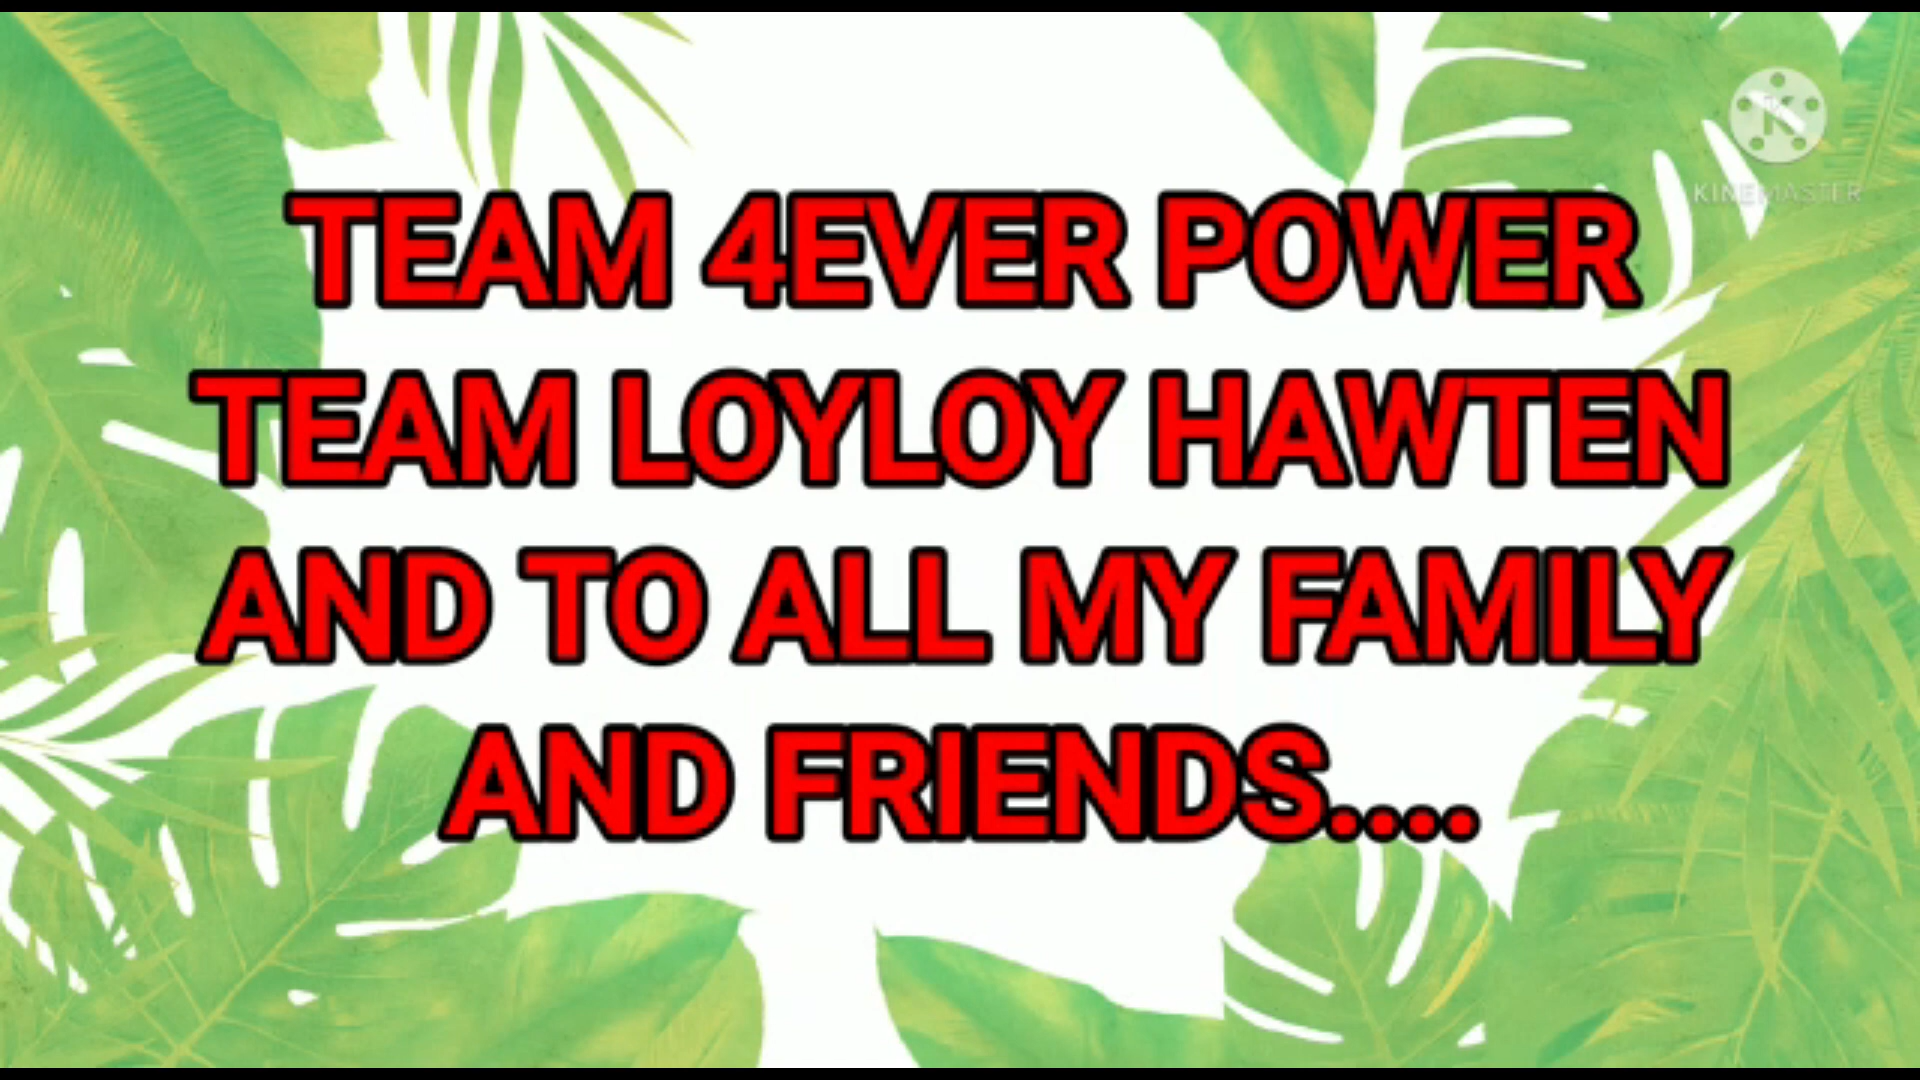 KINEMASTER
TEAM 4EVER POWER
TEAM LOYLOY HAWTEN
AND TO ALL MY FAMILY
AND FRIENDS....